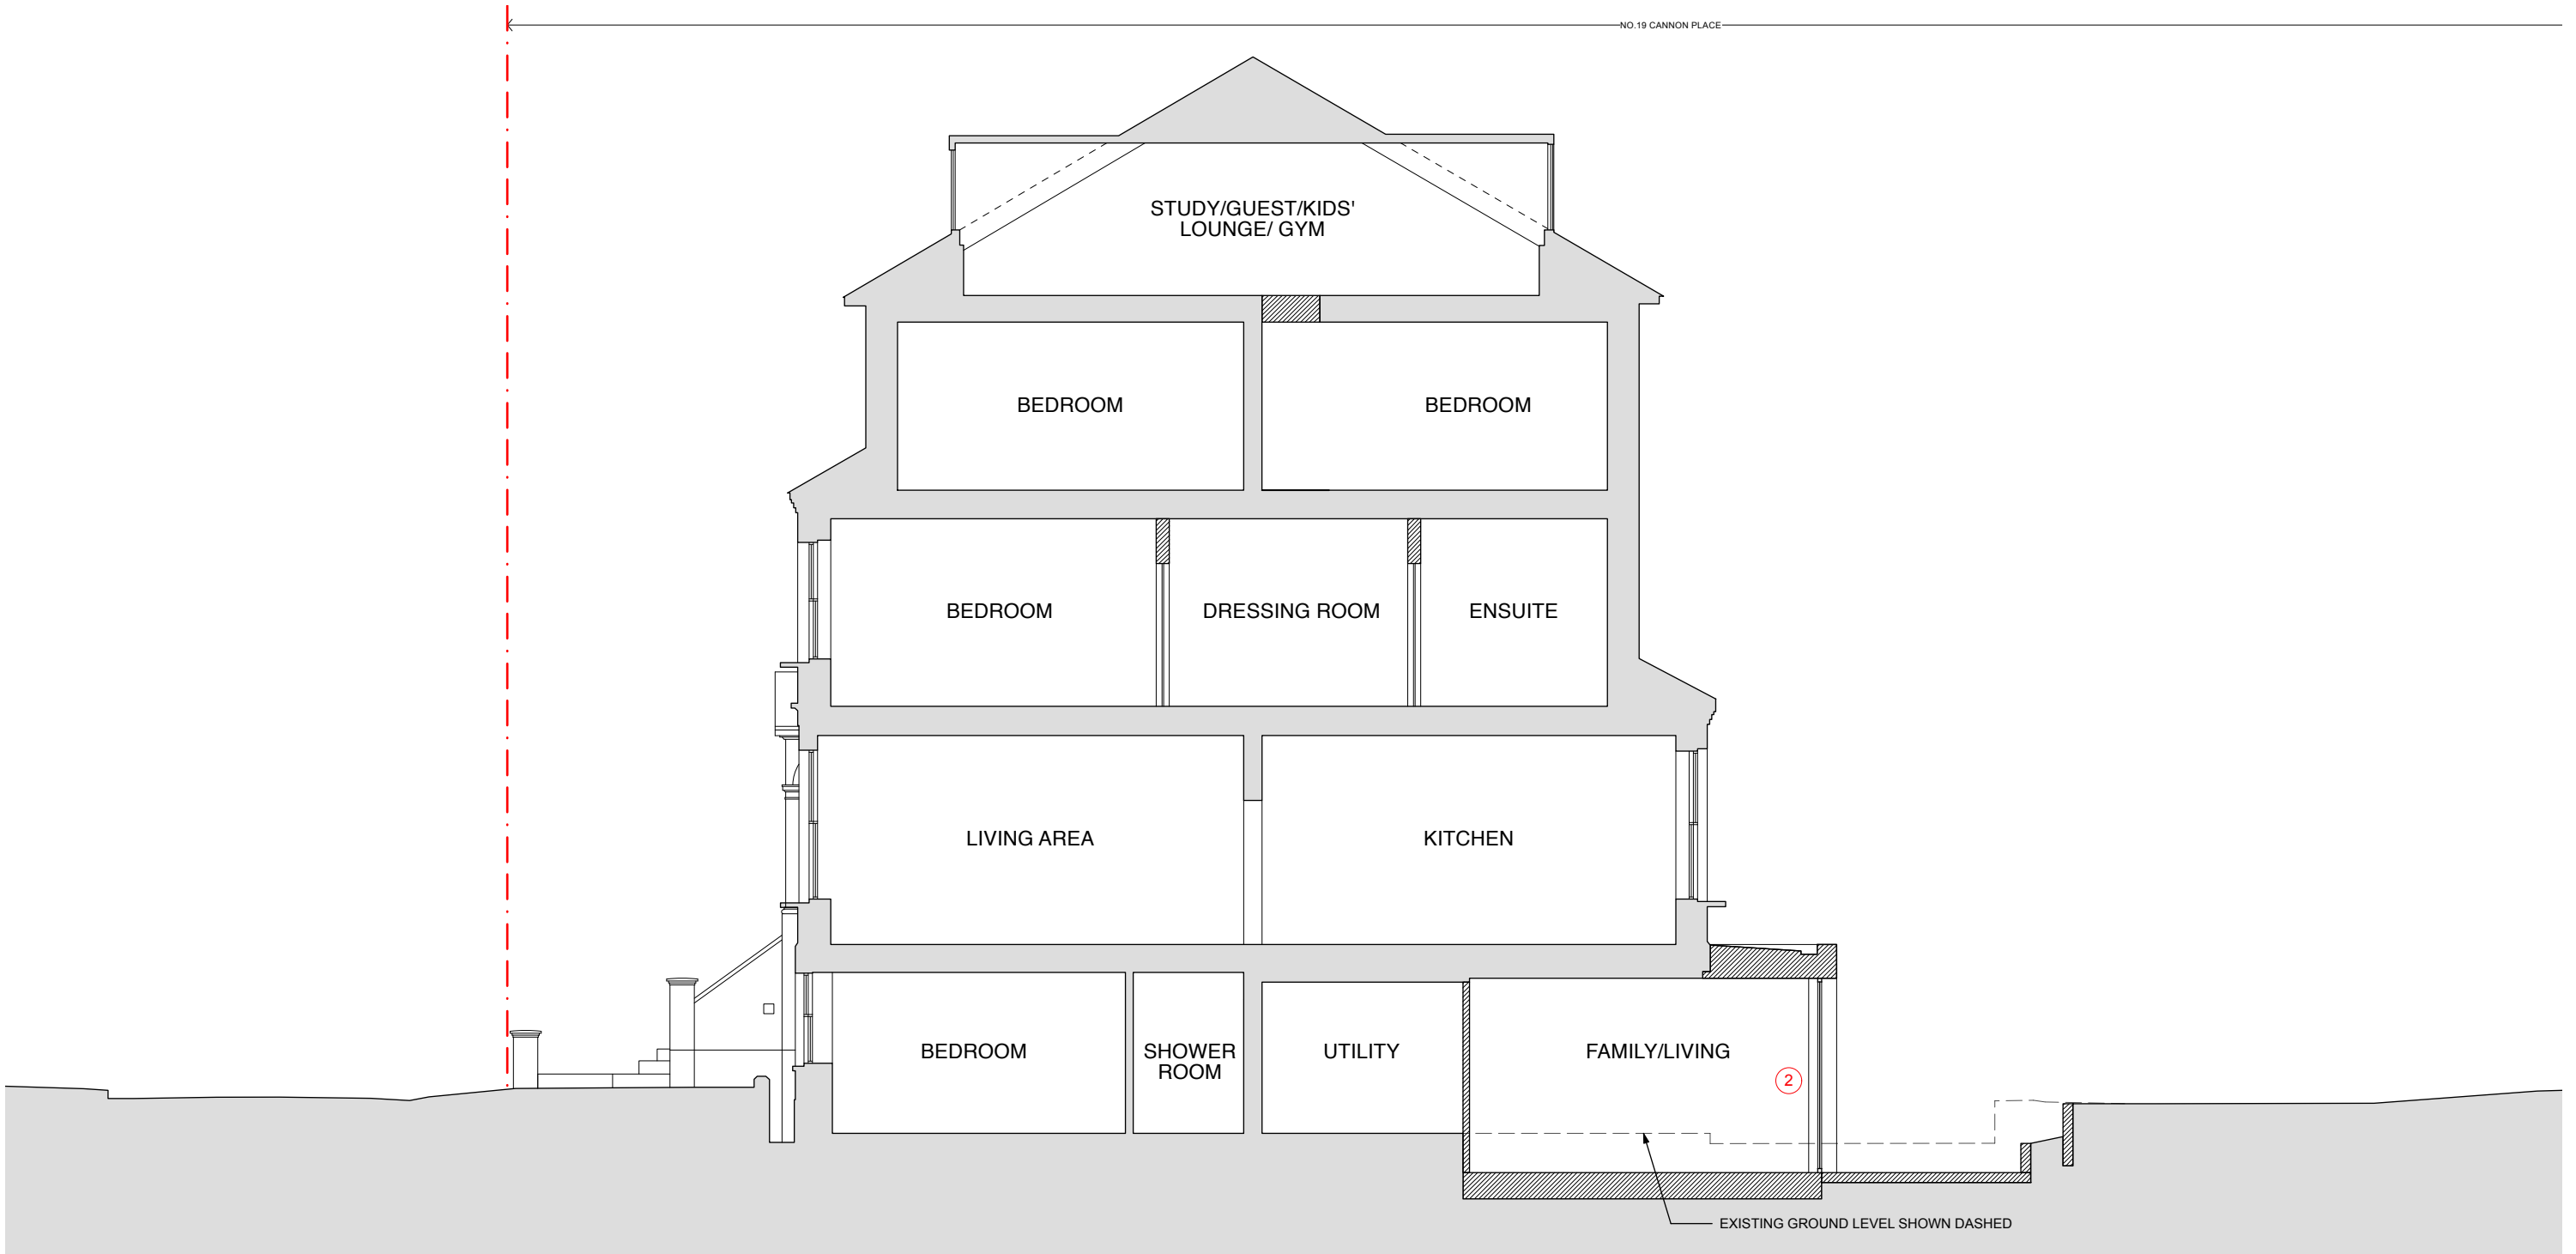 NO.19 CANNON PLACE
STUDY/GUEST/KIDS'
LOUNGE/ GYM
BEDROOM
BEDROOM
BEDROOM
DRESSING ROOM
ENSUITE
LIVING AREA
KITCHEN
BEDROOM
SHOWER
ROOM
UTILITY
FAMILY/LIVING
2
EXISTING GROUND LEVEL SHOWN DASHED